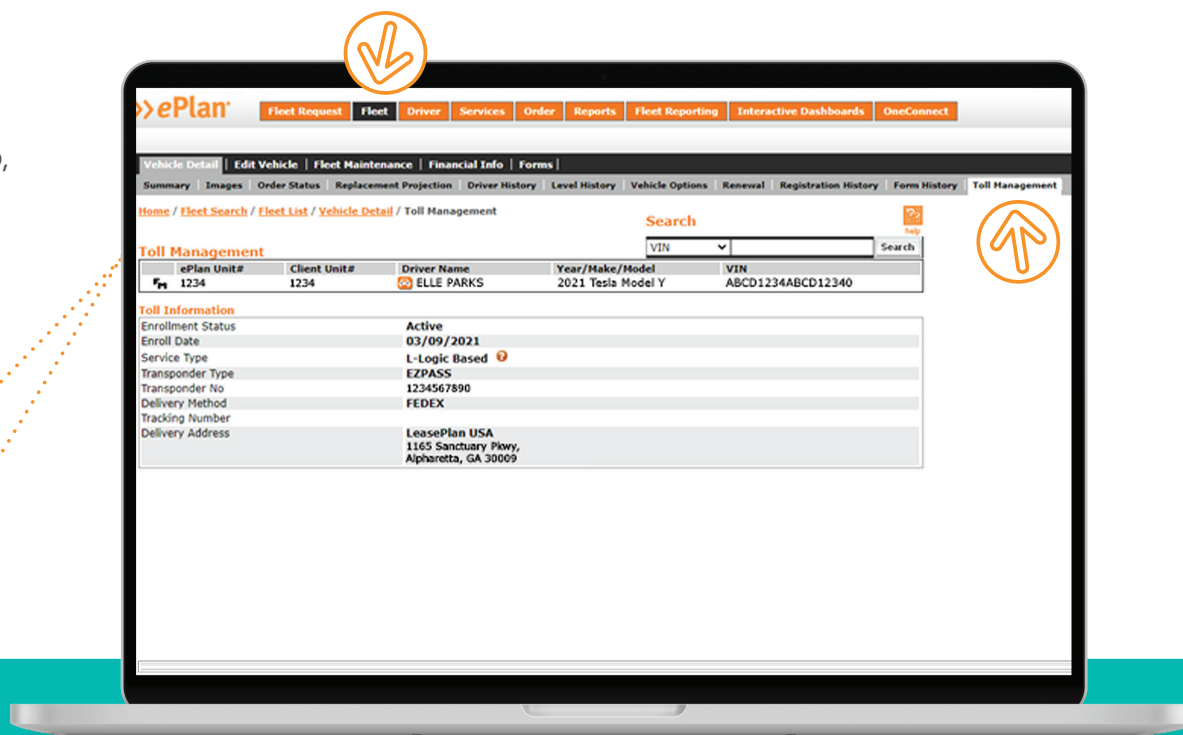 »ePlan
Fleet Request Fleet Driver Services Order Reports Fleet Reporting Interactive Dashboards OneConnect
Vehicle Detail | Edit Vehicle | Fleet Maintenance | Financial Info | Forms |
Summary | Images | Order Status | Replacement Projection | Driver History | Level History | Vehicle Options | Renewal | Registration History | Form History | Toll Management
Home / Fleet Search / Fleet List / Vehicle Detail / Toll Management
Search
help
VIN Search
Toll Management
ePlan Unit# Client Unit# Driver Name Year/Make/Model VIN
1234 1234 ELLE PARKS 2021 Tesla Model Y ABCD1234ABCD12340
Toll Information
Enrollment Status Active
Enroll Date 03/09/2021
Service Type L-Logic Based ?
Transponder Type EZPASS
Transponder No 1234567890
Delivery Method FEDEX
Tracking Number
Delivery Address LeasePlan USA
1165 Sanctuary Pkwy,
Alpharetta, GA 30009